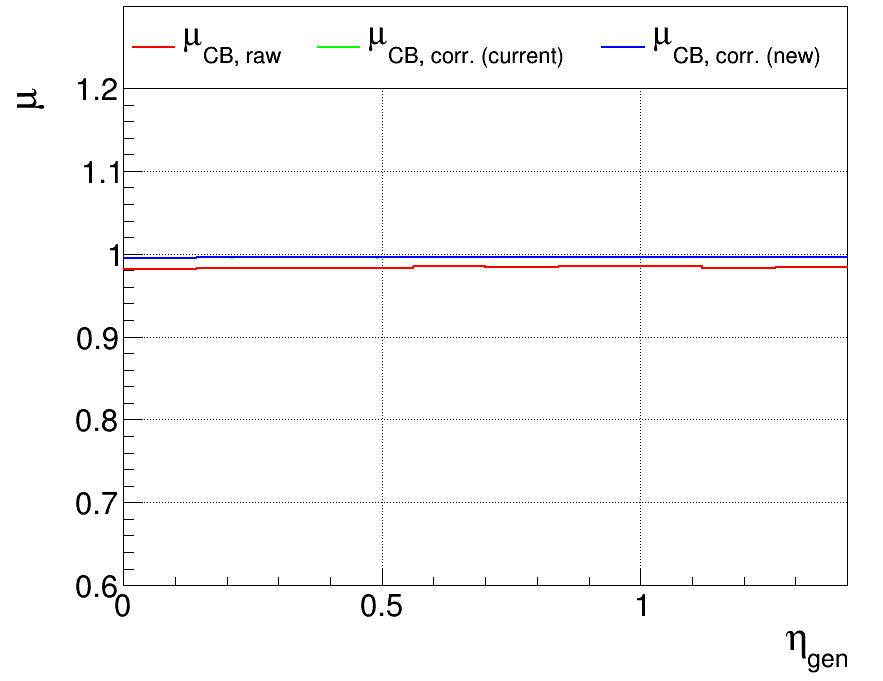 μCB, raw μCB, corr. (current) μCB, corr. (new)
μ
1.2
1.1
1
0.9
0.8
0.7
0.6
0 0.5 1
ηgen